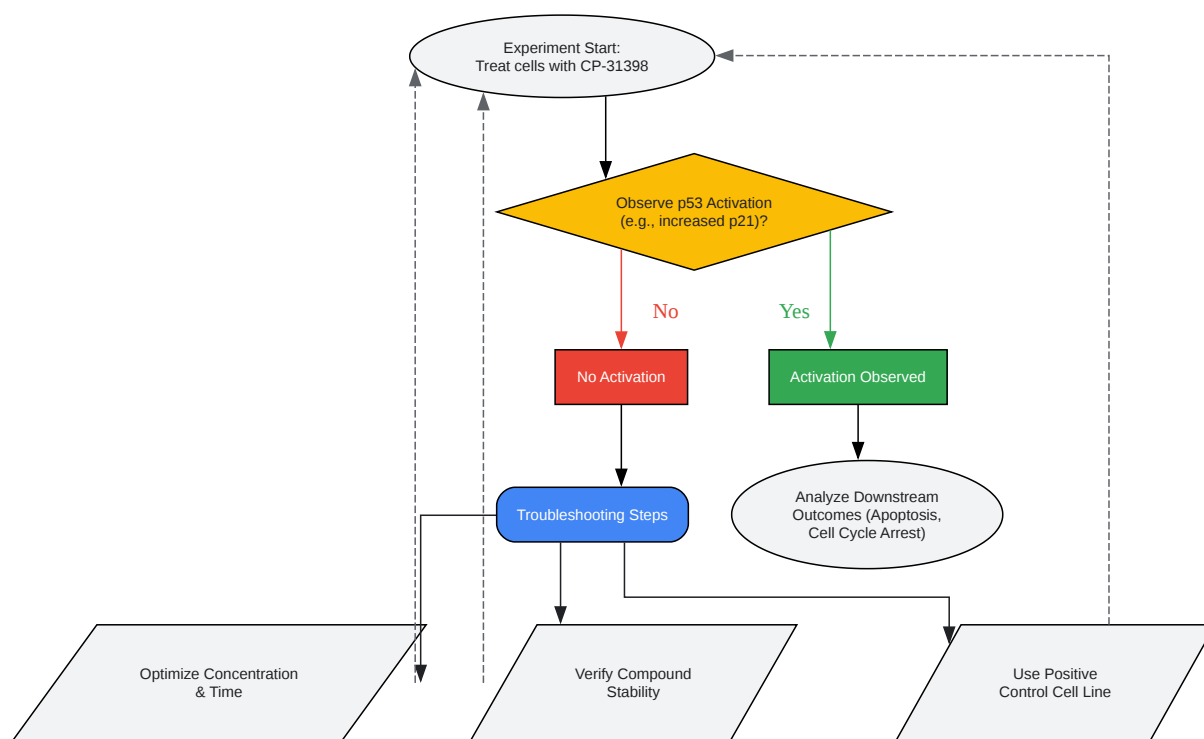 Experiment Start:
Treat cells with CP-31398
Observe p53 Activation
(e.g., increased p21)?
No
Yes
No Activation
Activation Observed
Troubleshooting Steps
Analyze Downstream
Outcomes (Apoptosis,
Cell Cycle Arrest)
Optimize Concentration
& Time
Verify Compound
Stability
Use Positive
Control Cell Line